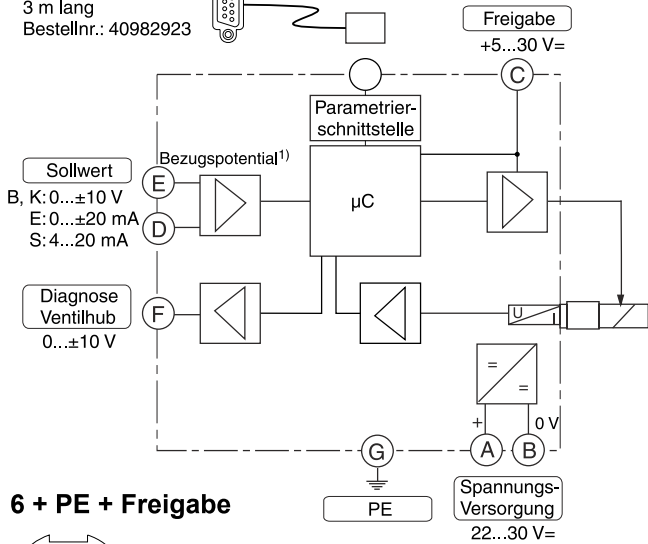 3 m lang
Bestellnr.: 40982923
Freigabe
+5...30 V=
C
Parametrier-
schnittstelle
Bezugspotential1)
Sollwert
E
B, K: 0...±10 V
E: 0...±20 mA
D
S: 4...20 mA
µC
Diagnose
Ventilhub
F
0...±10 V
U
I
=
=
+
0 V
G
A
B
PE
Spannungs-
Versorgung
22...30 V=
6 + PE + Freigabe